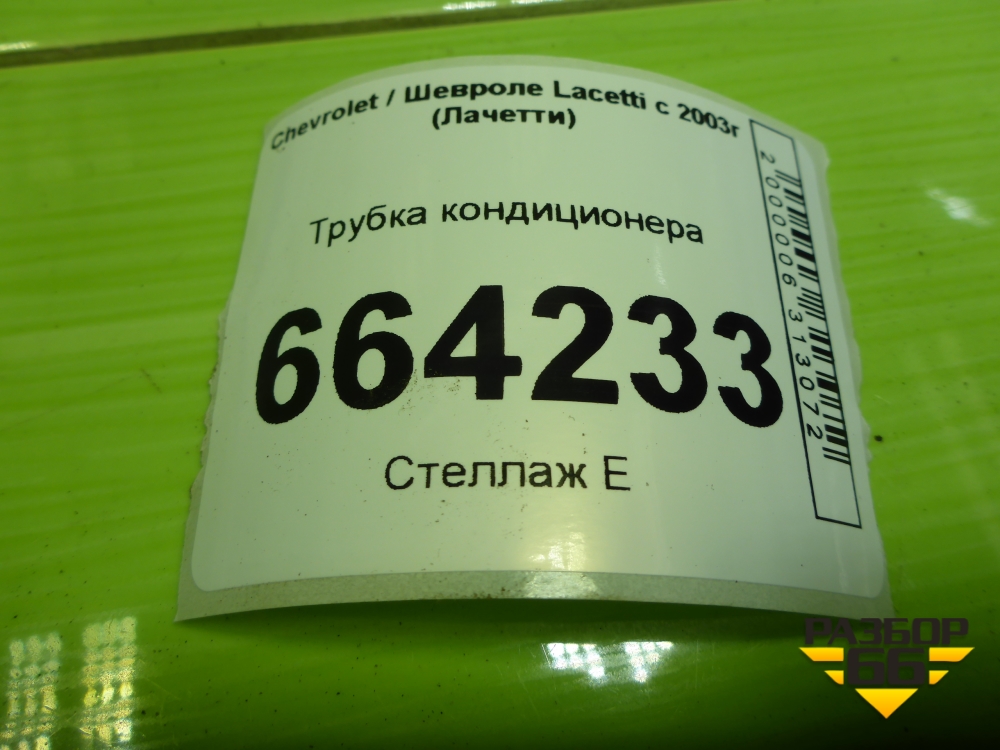 Chevrolet / Шевроле Lacetti с 2003г
(Лачетти)
Трубка кондиционера
664233
Стеллаж Е
2000006313072
РАЗБОР
66